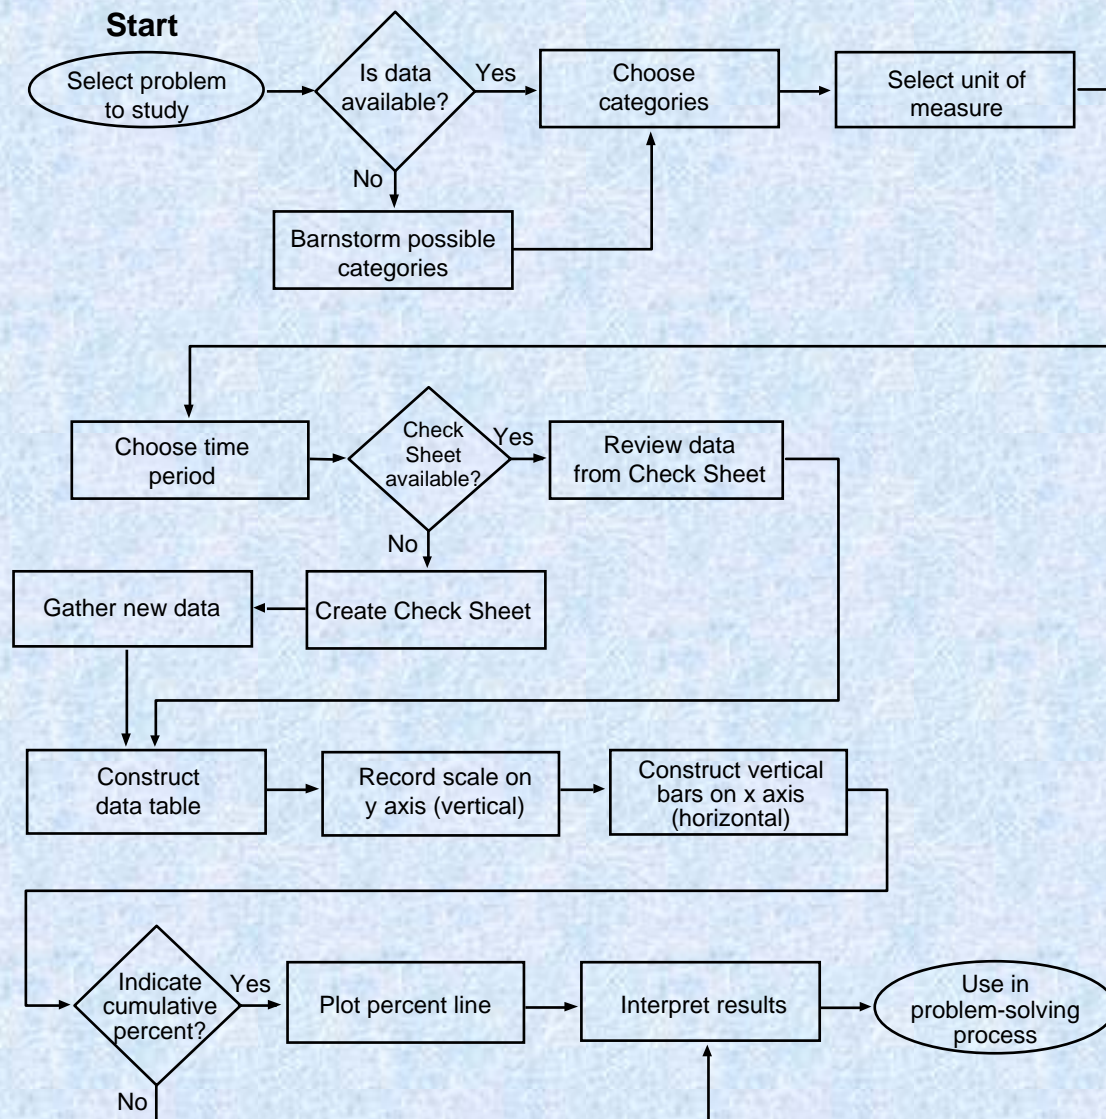 Start
Select problem
to study
Is data
available?
Yes
No
Choose
categories
Select unit of
measure
Barnstorm possible
categories
Choose time
period
Check
Sheet
available?
Yes
No
Review data
from Check Sheet
Create Check Sheet
Gather new data
Construct
data table
Record scale on
y axis (vertical)
Construct vertical
bars on x axis
(horizontal)
Indicate
cumulative
percent?
Yes
No
Plot percent line
Interpret results
Use in
problem-solving
process